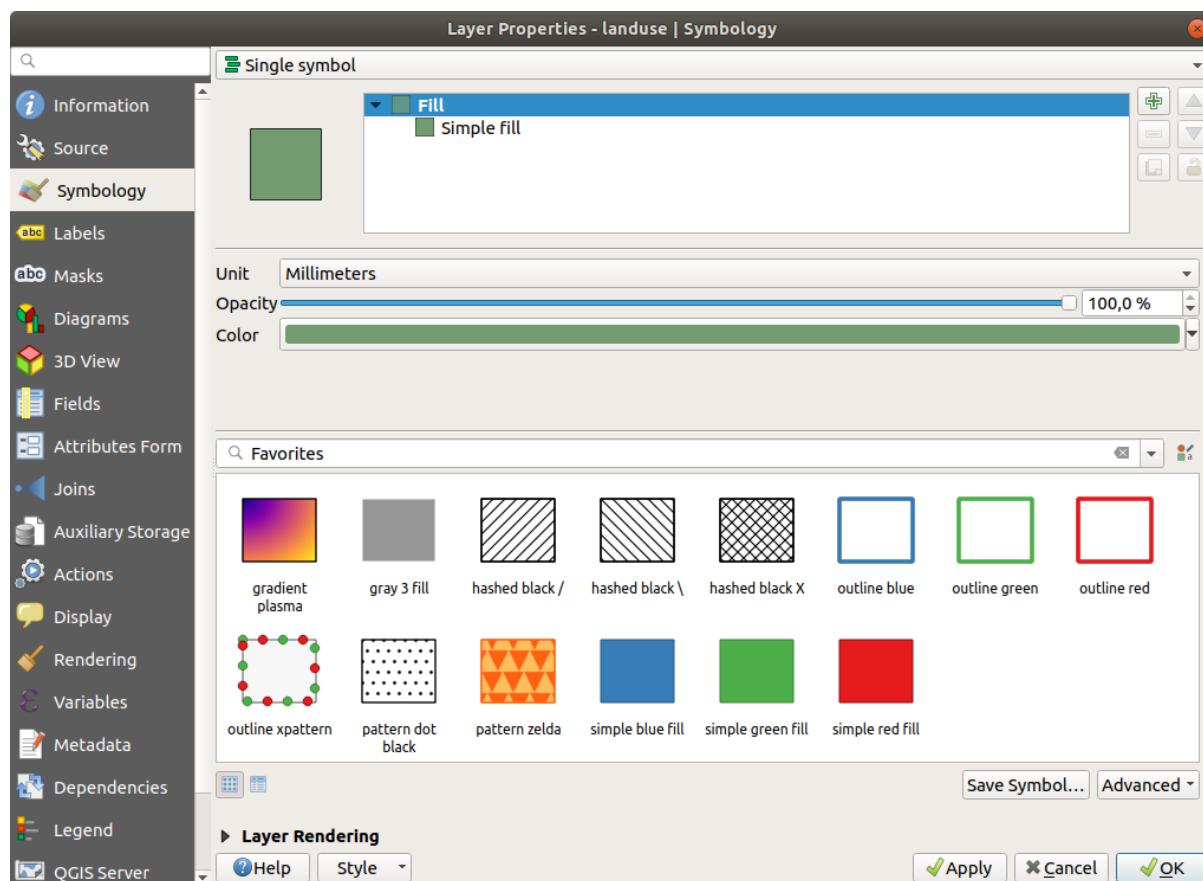 Layer Properties - landuse | Symbology
Information
Source
Symbology
abc Labels
abc Masks
Diagrams
3D View
Fields
Attributes Form
Joins
Auxiliary Storage
Actions
Display
Rendering
Variables
Metadata
Dependencies
Legend
QGIS Server
Single symbol
Fill
Simple fill
Unit Millimeters
Opacity 100,0 %
Color
Favorites
gradient plasma
gray 3 fill
hashed black /
hashed black \
hashed black X
outline blue
outline green
outline red
outline xpattern
pattern dot black
pattern zelda
simple blue fill
simple green fill
simple red fill
Save Symbol... Advanced
Layer Rendering
Help Style Apply Cancel OK